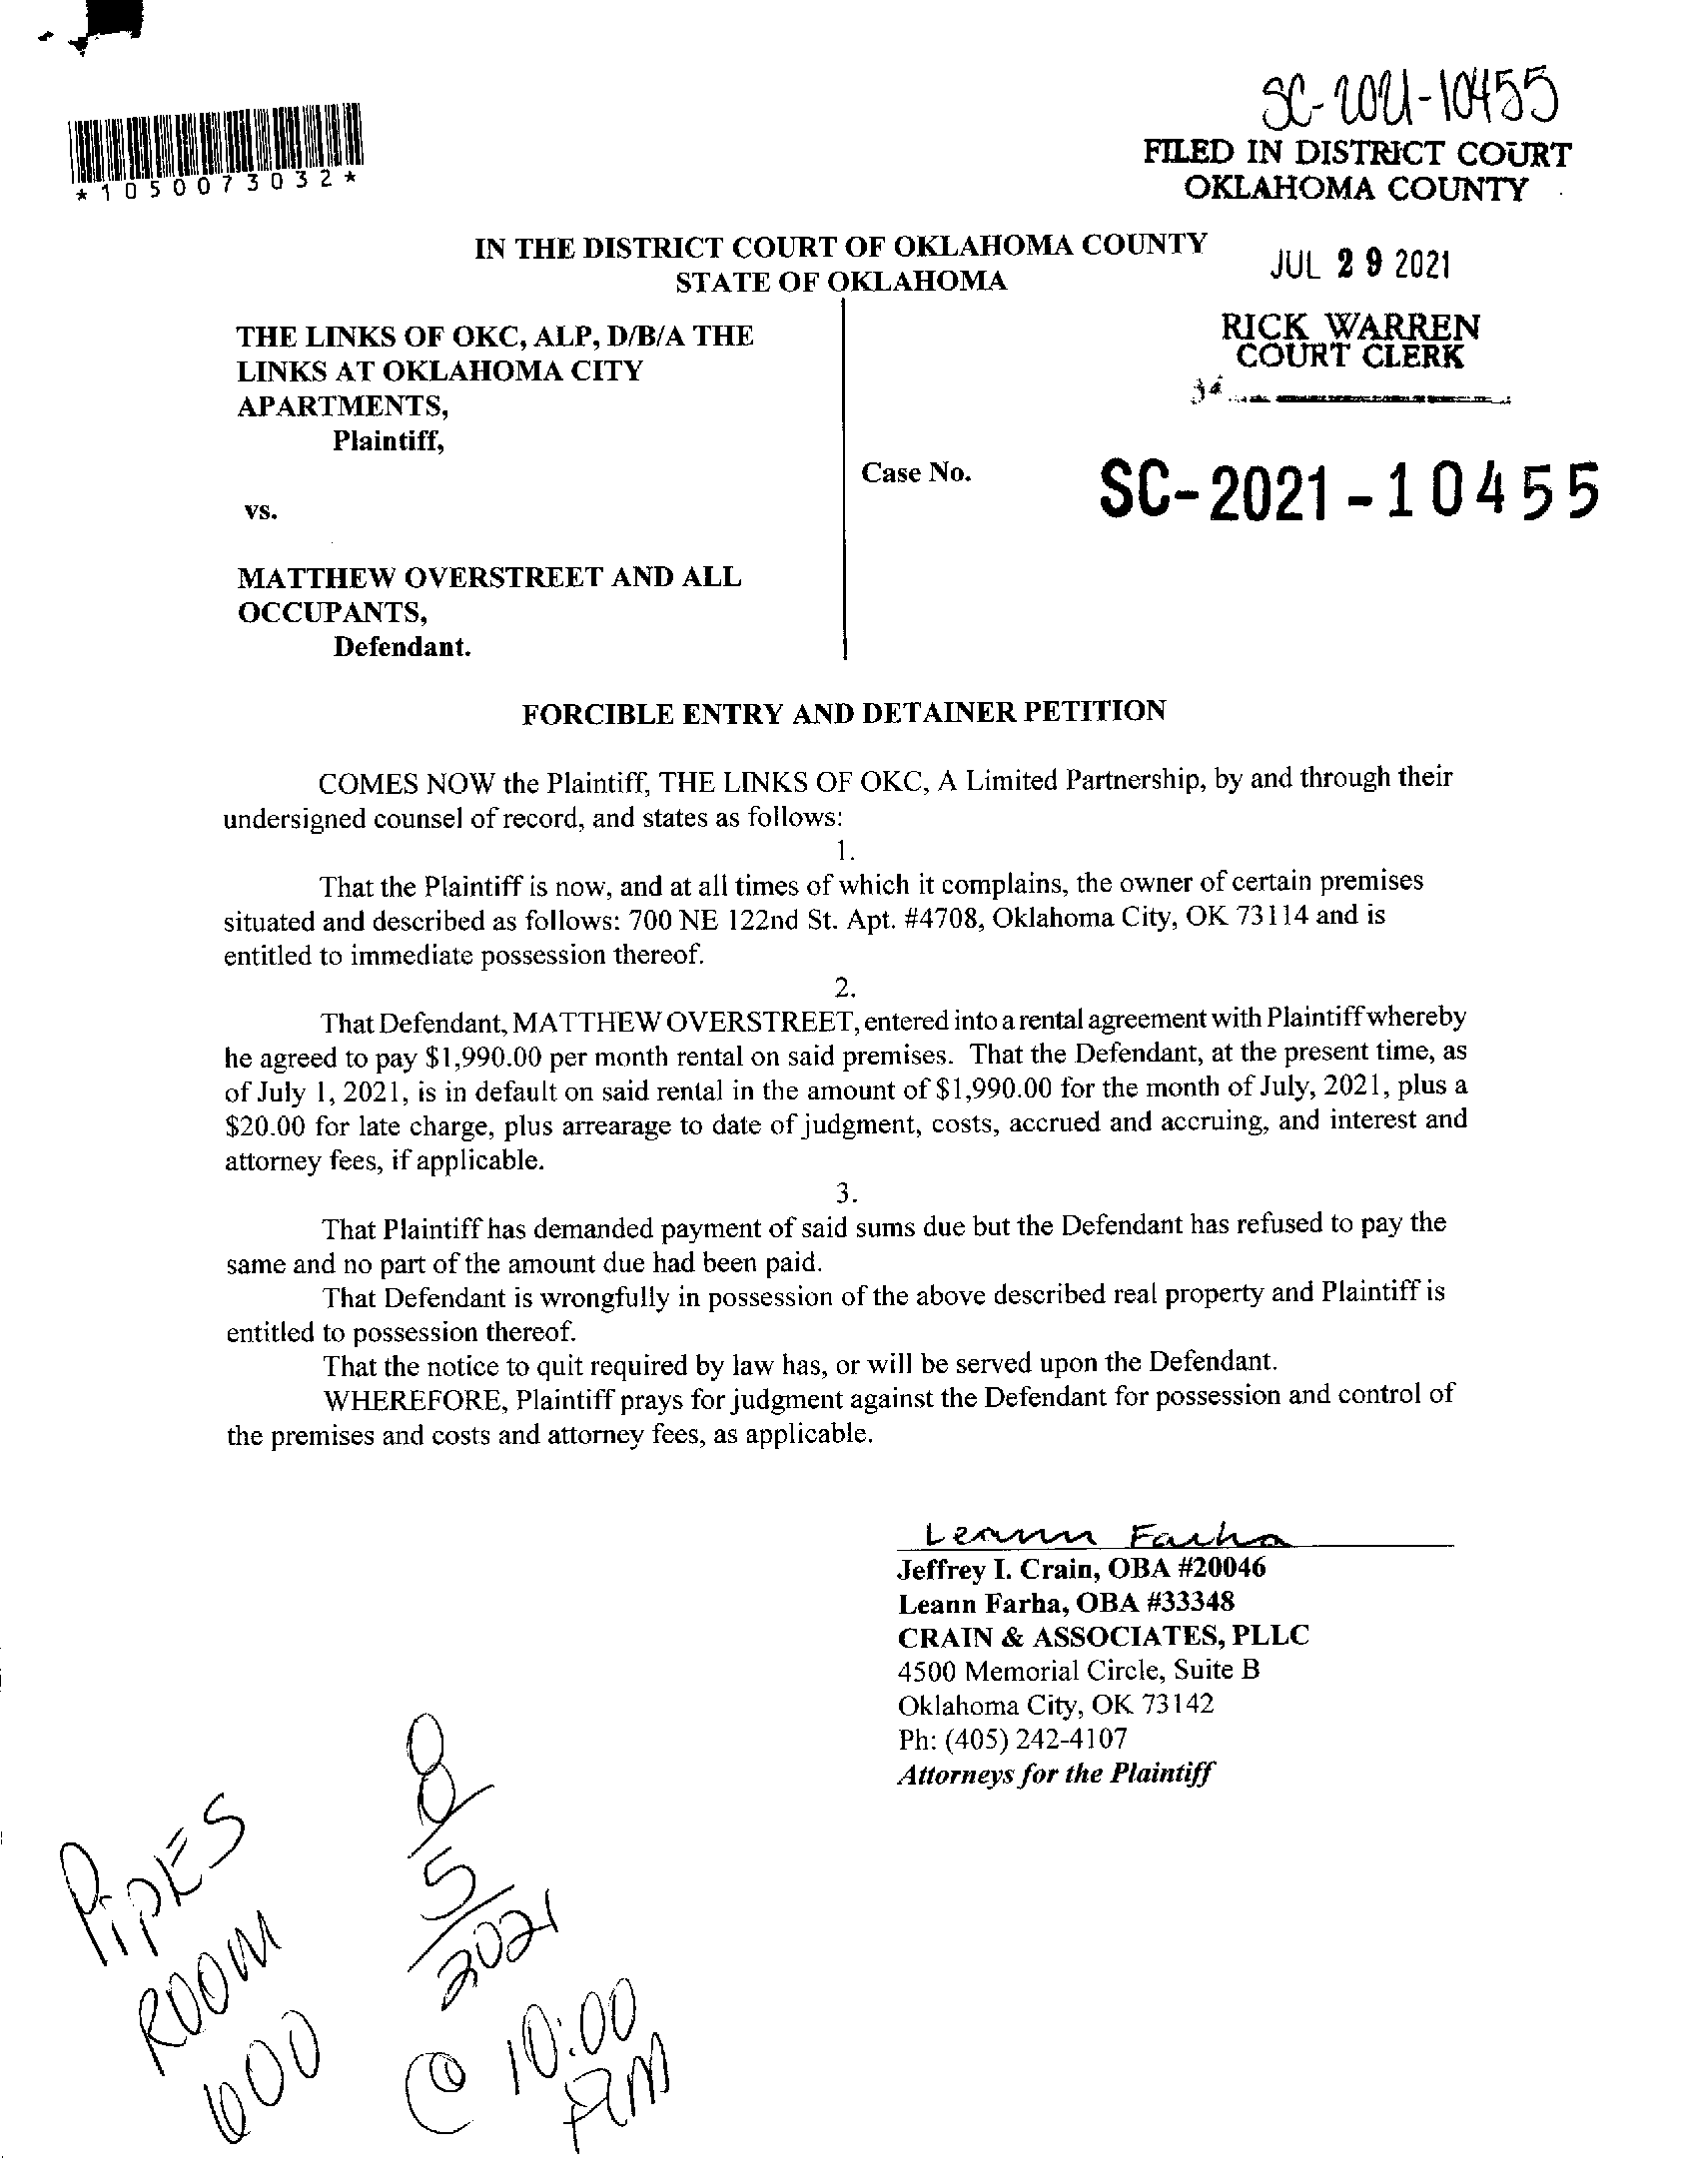 SC-2021-10455
FILED IN DISTRICT COURT
OKLAHOMA COUNTY
*1050073032*
IN THE DISTRICT COURT OF OKLAHOMA COUNTY
STATE OF OKLAHOMA
JUL 29 2021
RICK WARREN
COURT CLERK
THE LINKS OF OKC, ALP, D/B/A THE
LINKS AT OKLAHOMA CITY
APARTMENTS,
Plaintiff,
Case No.
SC-2021-10455
vs.
MATTHEW OVERSTREET AND ALL
OCCUPANTS,
Defendant.
FORCIBLE ENTRY AND DETAINER PETITION
COMES NOW the Plaintiff, THE LINKS OF OKC, A Limited Partnership, by and through their
undersigned counsel of record, and states as follows:
1.
That the Plaintiff is now, and at all times of which it complains, the owner of certain premises
situated and described as follows: 700 NE 122nd St. Apt. #4708, Oklahoma City, OK 73114 and is
entitled to immediate possession thereof.
2.
That Defendant, MATTHEW OVERSTREET, entered into a rental agreement with Plaintiff whereby
he agreed to pay $1,990.00 per month rental on said premises. That the Defendant, at the present time, as
of July 1, 2021, is in default on said rental in the amount of $1,990.00 for the month of July, 2021, plus a
$20.00 for late charge, plus arrearage to date of judgment, costs, accrued and accruing, and interest and
attorney fees, if applicable.
3.
That Plaintiff has demanded payment of said sums due but the Defendant has refused to pay the
same and no part of the amount due had been paid.
That Defendant is wrongfully in possession of the above described real property and Plaintiff is
entitled to possession thereof.
That the notice to quit required by law has, or will be served upon the Defendant.
WHEREFORE, Plaintiff prays for judgment against the Defendant for possession and control of
the premises and costs and attorney fees, as applicable.
Leann Farha
Jeffrey I. Crain, OBA #20046
Leann Farha, OBA #33348
CRAIN & ASSOCIATES, PLLC
4500 Memorial Circle, Suite B
Oklahoma City, OK 73142
Ph: (405) 242-4107
Attorneys for the Plaintiff
PIPKES
ROOM
600
8/5/2021
@ 10:00
AM